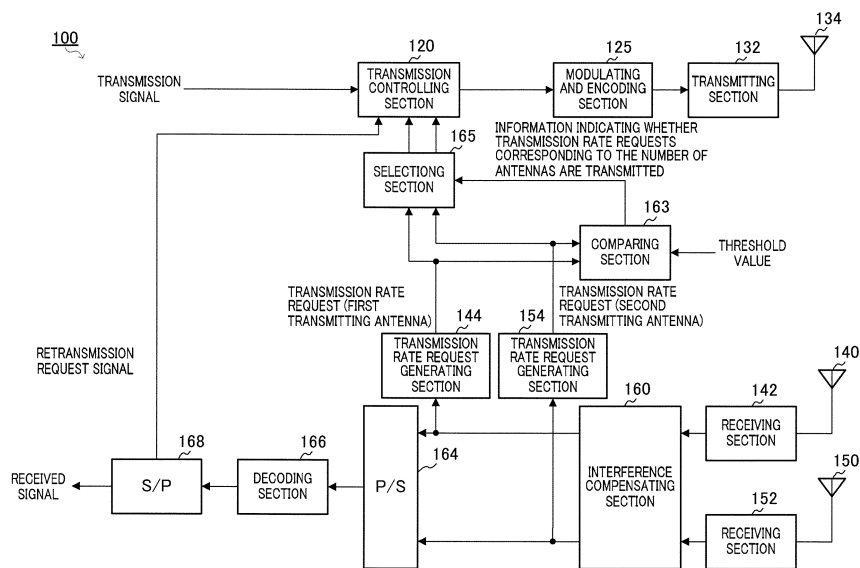 100
TRANSMISSION
SIGNAL
120
TRANSMISSION
CONTROLLING
SECTION
125
MODULATING
AND ENCODING
SECTION
132
TRANSMITTING
SECTION
134
INFORMATION INDICATING WHETHER
TRANSMISSION RATE REQUESTS
CORRESPONDING TO THE NUMBER OF
ANTENNAS ARE TRANSMITTED
165
SELECTIONG
SECTION
163
COMPARING
SECTION
THRESHOLD
VALUE
TRANSMISSION RATE
REQUEST (FIRST
TRANSMITTING ANTENNA)
144
TRANSMISSION
RATE REQUEST
GENERATING
SECTION
TRANSMISSION RATE
REQUEST (SECOND
TRANSMITTING ANTENNA)
154
TRANSMISSION
RATE REQUEST
GENERATING
SECTION
RETRANSMISSION
REQUEST SIGNAL
140
142
RECEIVING
SECTION
160
INTERFERENCE
COMPENSATING
SECTION
150
152
RECEIVING
SECTION
164
P/S
166
DECODING
SECTION
168
S/P
RECEIVED
SIGNAL